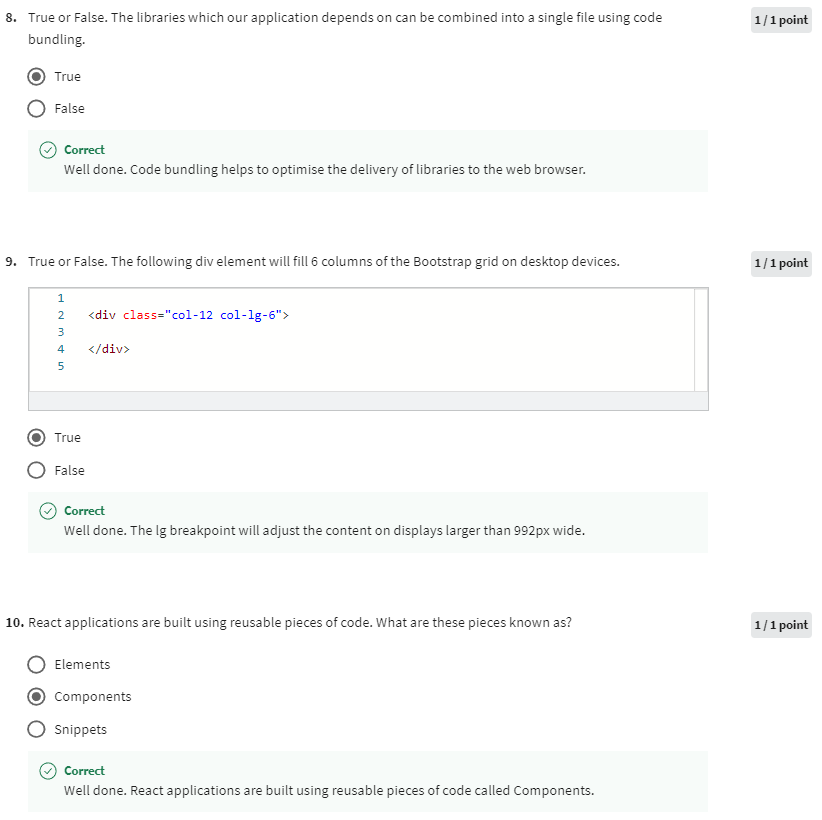 8. True or False. The libraries which our application depends on can be combined into a single file using code
bundling.
1 / 1 point
True
False
Correct
Well done. Code bundling helps to optimise the delivery of libraries to the web browser.
9. True or False. The following div element will fill 6 columns of the Bootstrap grid on desktop devices.
1 / 1 point
1
2 <div class="col-12 col-lg-6">
3
4 </div>
5
True
False
Correct
Well done. The lg breakpoint will adjust the content on displays larger than 992px wide.
10. React applications are built using reusable pieces of code. What are these pieces known as?
1 / 1 point
Elements
Components
Snippets
Correct
Well done. React applications are built using reusable pieces of code called Components.